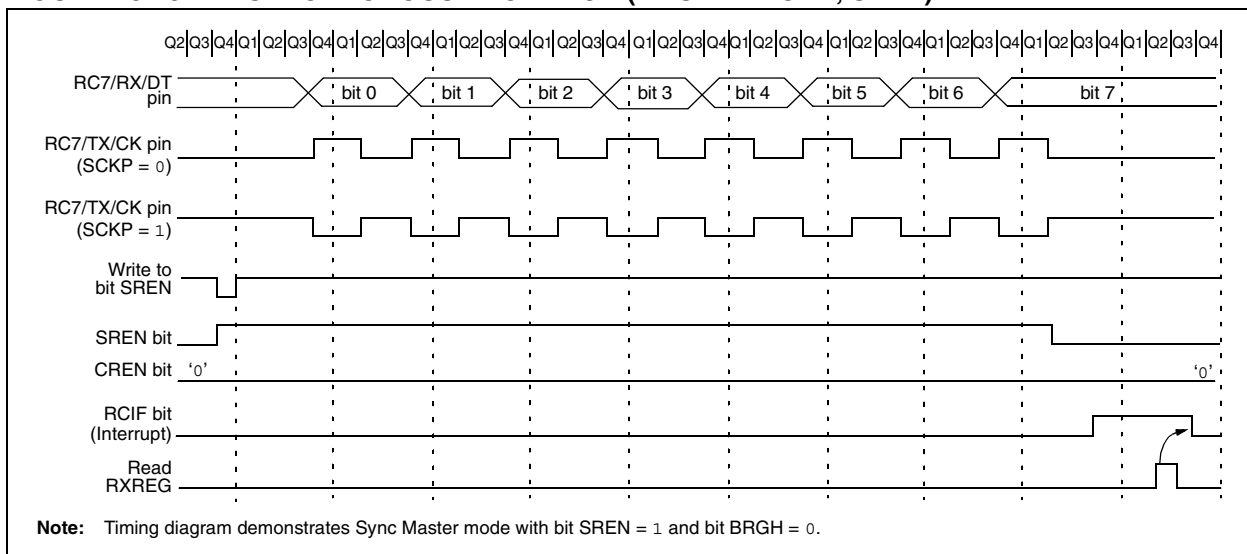 Q2|Q3|Q4|Q1|Q2|Q3|Q4|Q1|Q2|Q3|Q4|Q1|Q2|Q3|Q4|Q1|Q2|Q3|Q4|Q1|Q2|Q3|Q4|Q1|Q2|Q3|Q4|Q1|Q2|Q3|Q4|Q1|Q2|Q3|Q4|Q1|Q2|Q3|Q4|Q1|Q2|Q3|Q4
RC7/RX/DT
pin
bit 0 bit 1 bit 2 bit 3 bit 4 bit 5 bit 6 bit 7
RC7/TX/CK pin
(SCKP = 0)
RC7/TX/CK pin
(SCKP = 1)
Write to
bit SREN
SREN bit
CREN bit '0' '0'
RCIF bit
(Interrupt)
Read
RXREG
Note: Timing diagram demonstrates Sync Master mode with bit SREN = 1 and bit BRGH = 0.